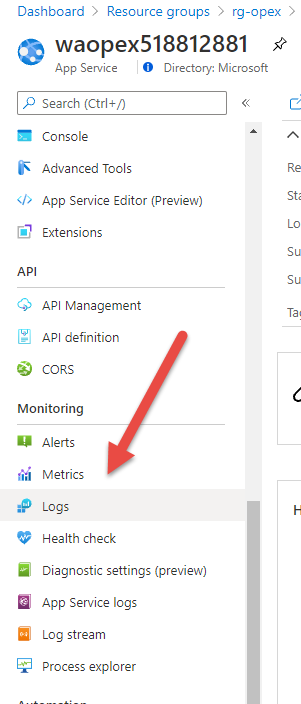 Dashboard > Resource groups > rg-opex >
waopex518812881
App Service | Directory: Microsoft
Search (Ctrl+/) «
Console
Advanced Tools
App Service Editor (Preview)
Extensions
API
API Management
API definition
CORS
Monitoring
Alerts
Metrics
Logs
Health check
Diagnostic settings (preview)
App Service logs
Log stream
Process explorer
Re
Sta
Lo
Su
Su
Tag
H